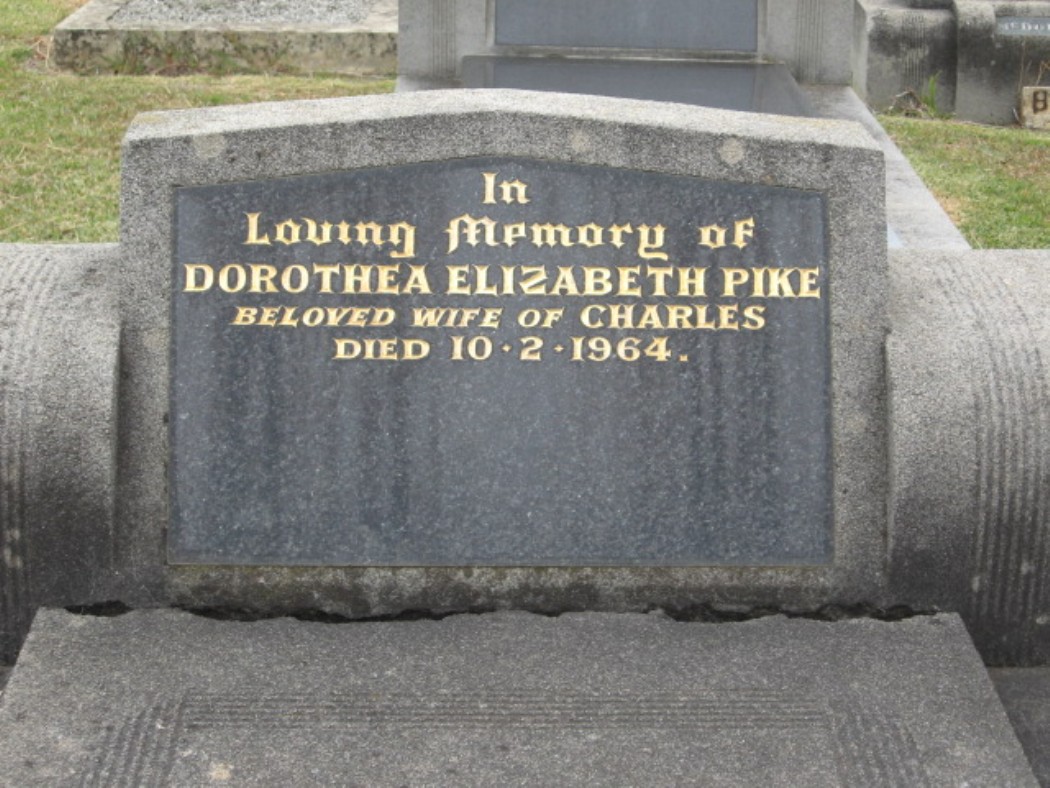 In
Loving Memory of
DOROTHEA ELIZABETH PIKE
BELOVED WIFE OF CHARLES
DIED 10·2·1964.
B